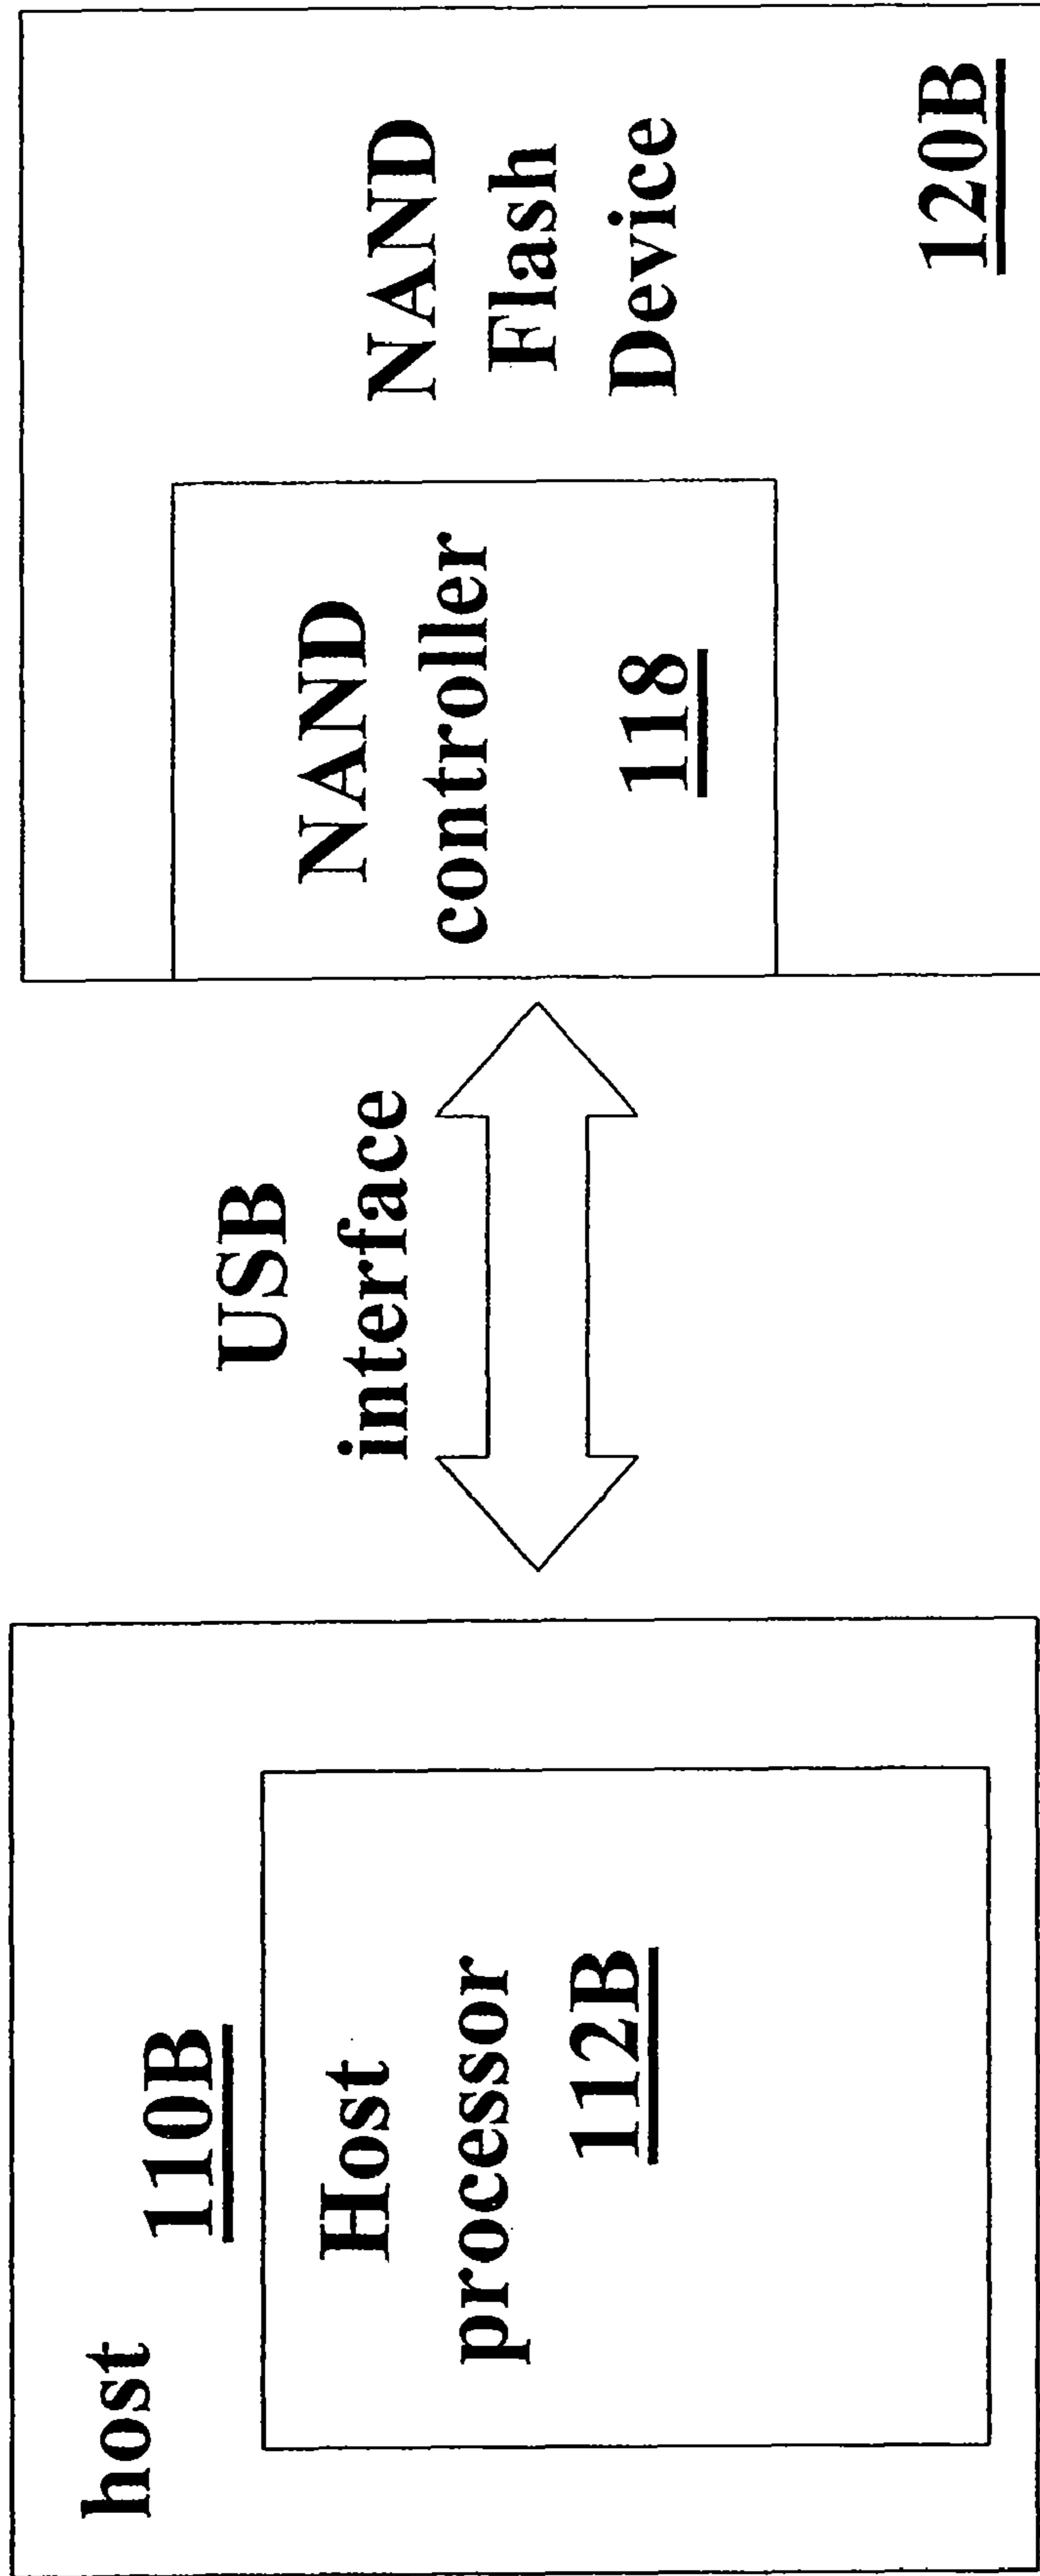 host
110B
Host
processor
112B
USB
interface
NAND
controller
118
NAND
Flash
Device
120B